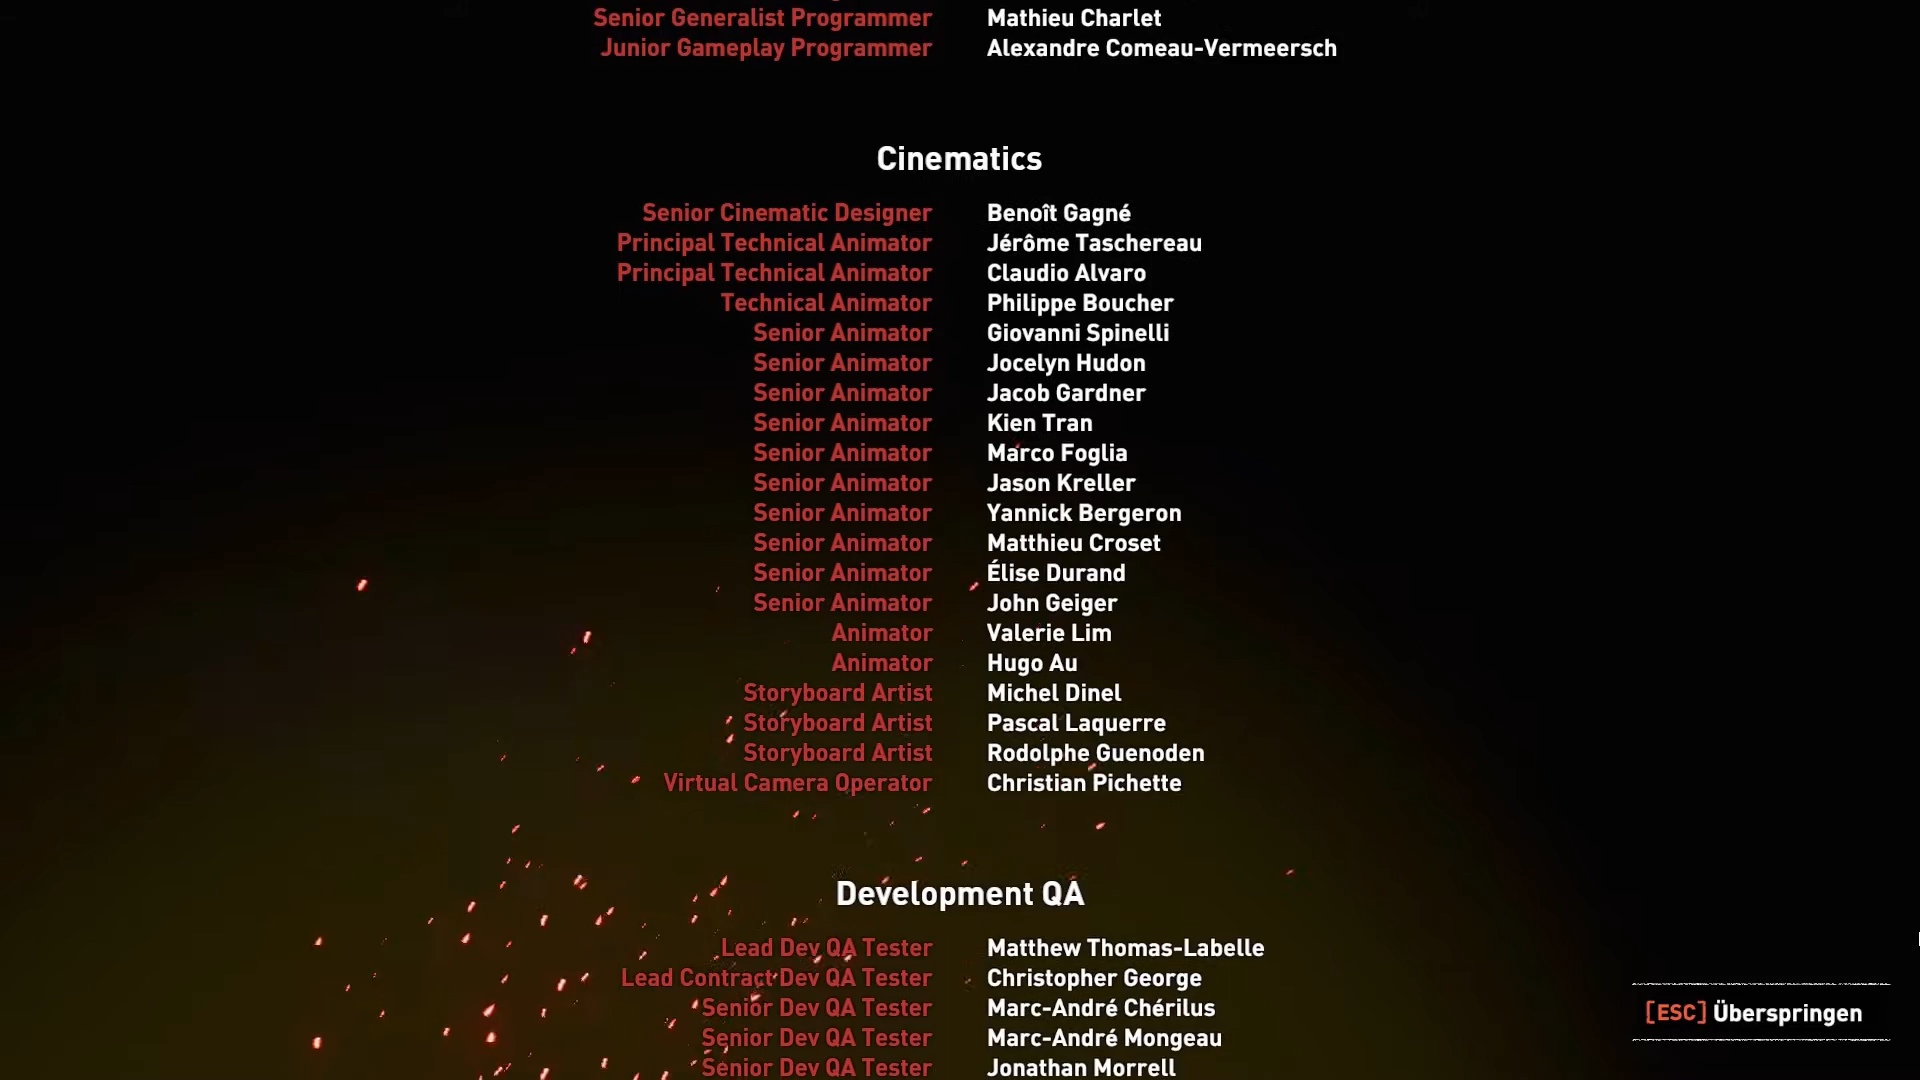 Senior Generalist Programmer Mathieu Charlet
Junior Gameplay Programmer Alexandre Comeau-Vermeersch
Cinematics
Senior Cinematic Designer Benoît Gagné
Principal Technical Animator Jérôme Taschereau
Principal Technical Animator Claudio Alvaro
Technical Animator Philippe Boucher
Senior Animator Giovanni Spinelli
Senior Animator Jocelyn Hudon
Senior Animator Jacob Gardner
Senior Animator Kien Tran
Senior Animator Marco Foglia
Senior Animator Jason Kreller
Senior Animator Yannick Bergeron
Senior Animator Matthieu Croset
Senior Animator Élise Durand
Senior Animator John Geiger
Animator Valerie Lim
Animator Hugo Au
Storyboard Artist Michel Dinel
Storyboard Artist Pascal Laquerre
Storyboard Artist Rodolphe Guenoden
Virtual Camera Operator Christian Pichette
Development QA
Lead Dev QA Tester Matthew Thomas-Labelle
Lead Contract Dev QA Tester Christopher George
Senior Dev QA Tester Marc-André Chérilus
Senior Dev QA Tester Marc-André Mongeau
Senior Dev QA Tester Jonathan Morrell
[ESC] Überspringen